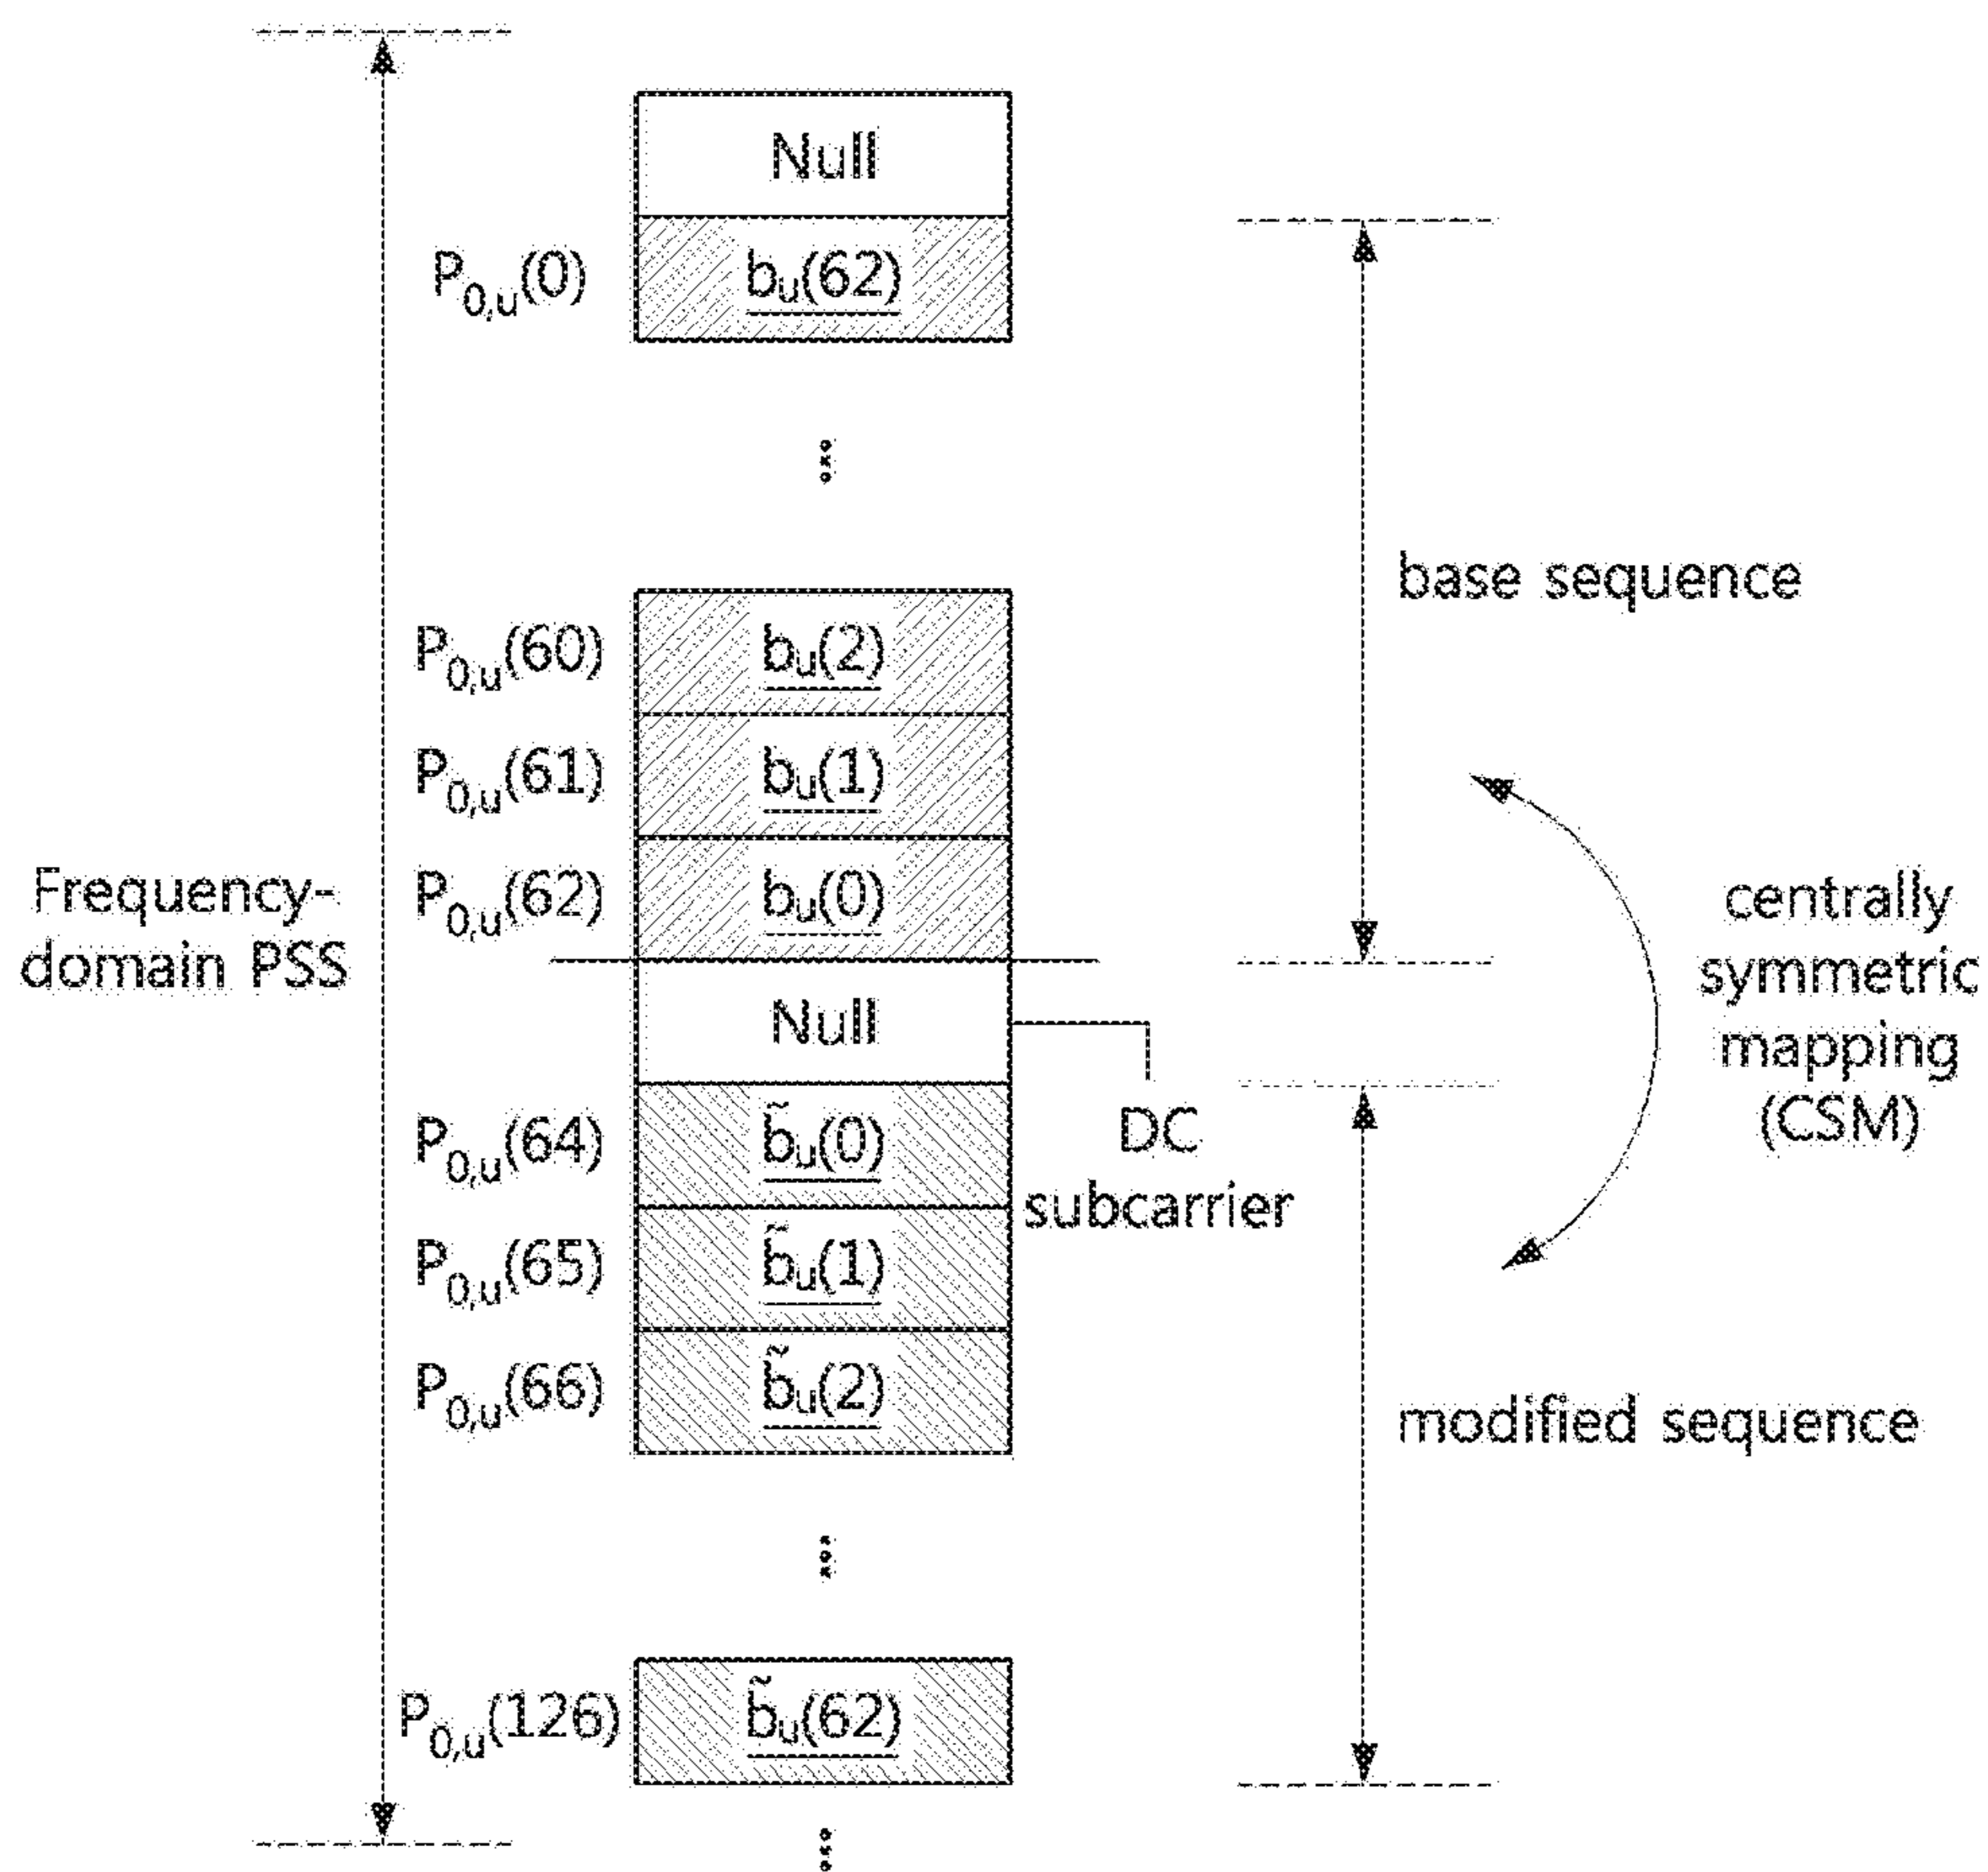 Null
P0,u(0) bu(62)
⋮
base sequence
P0,u(60) bu(2)
P0,u(61) bu(1)
P0,u(62) bu(0)
Frequency-
domain PSS
Null
DC
subcarrier
centrally
symmetric
mapping
(CSM)
P0,u(64) b̃u(0)
P0,u(65) b̃u(1)
P0,u(66) b̃u(2)
modified sequence
⋮
P0,u(126) b̃u(62)
⋮